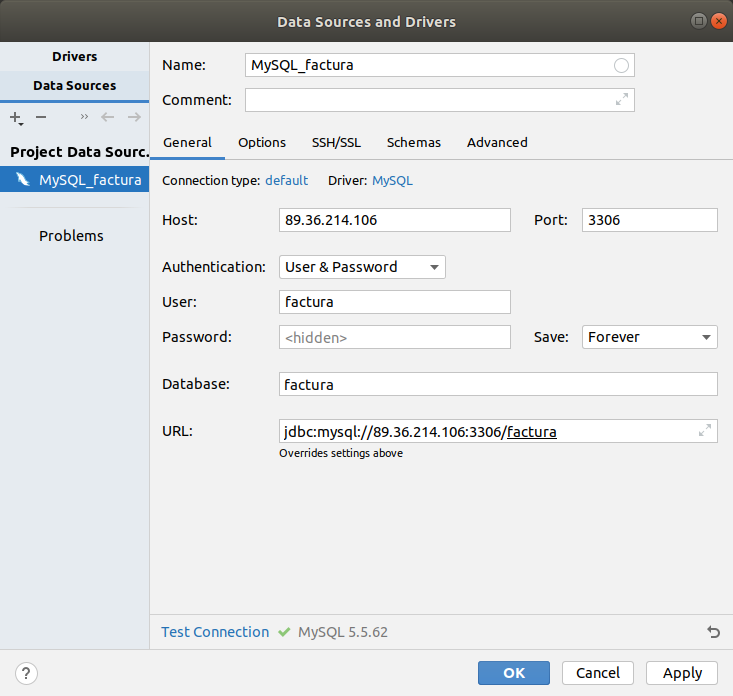 Data Sources and Drivers
Drivers
Data Sources
Project Data Sourc.
MySQL_factura
Problems
Name: MySQL_factura
Comment:
General Options SSH/SSL Schemas Advanced
Connection type: default Driver: MySQL
Host: 89.36.214.106 Port: 3306
Authentication: User & Password
User: factura
Password: <hidden> Save: Forever
Database: factura
URL: jdbc:mysql://89.36.214.106:3306/factura
Overrides settings above
Test Connection MySQL 5.5.62
? OK Cancel Apply